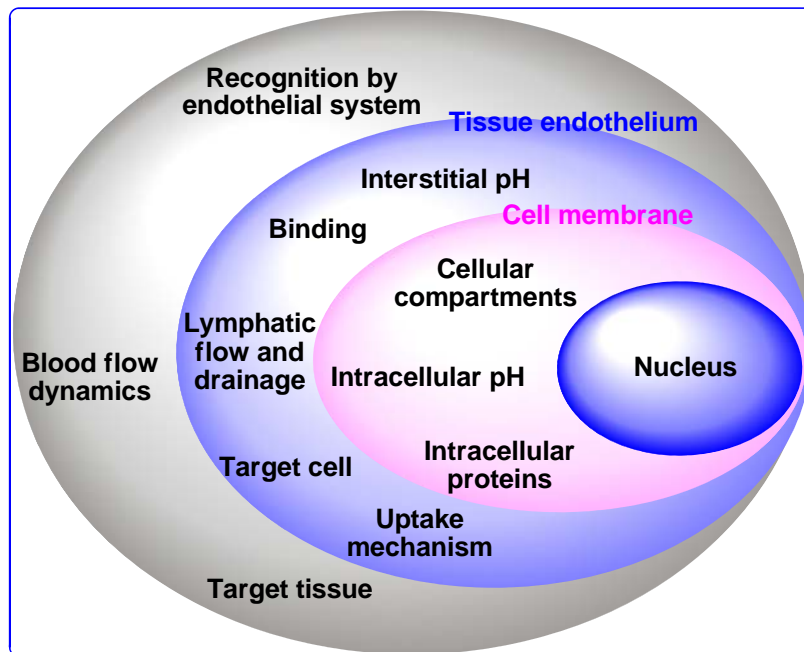 Recognition by
endothelial system
Tissue endothelium
Interstitial pH
Cell membrane
Binding
Cellular
compartments
Lymphatic
flow and
drainage
Blood flow
dynamics
Intracellular pH
Nucleus
Intracellular
proteins
Target cell
Uptake
mechanism
Target tissue